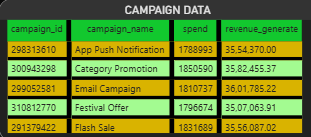 CAMPAIGN DATA
campaign_id campaign_name spend revenue_generate
298313610 App Push Notification 1788993 35,54,370.00
300943298 Category Promotion 1850590 35,82,455.37
299052581 Email Campaign 1810737 36,01,785.22
310812770 Festival Offer 1796674 35,07,063.91
291379422 Flash Sale 1831689 35,56,087.02